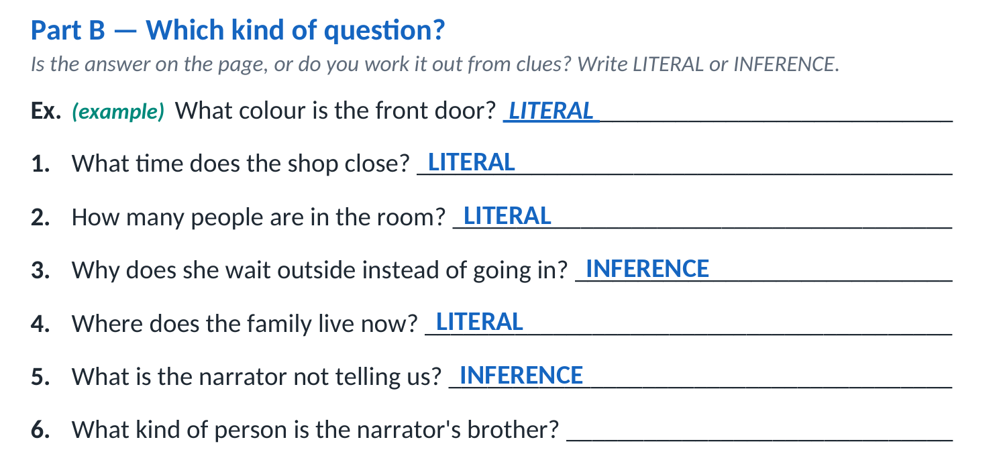 Part B — Which kind of question?
Is the answer on the page, or do you work it out from clues? Write LITERAL or INFERENCE.
Ex. (example) What colour is the front door? LITERAL
1. What time does the shop close? LITERAL
2. How many people are in the room? LITERAL
3. Why does she wait outside instead of going in? INFERENCE
4. Where does the family live now? LITERAL
5. What is the narrator not telling us? INFERENCE
6. What kind of person is the narrator's brother?